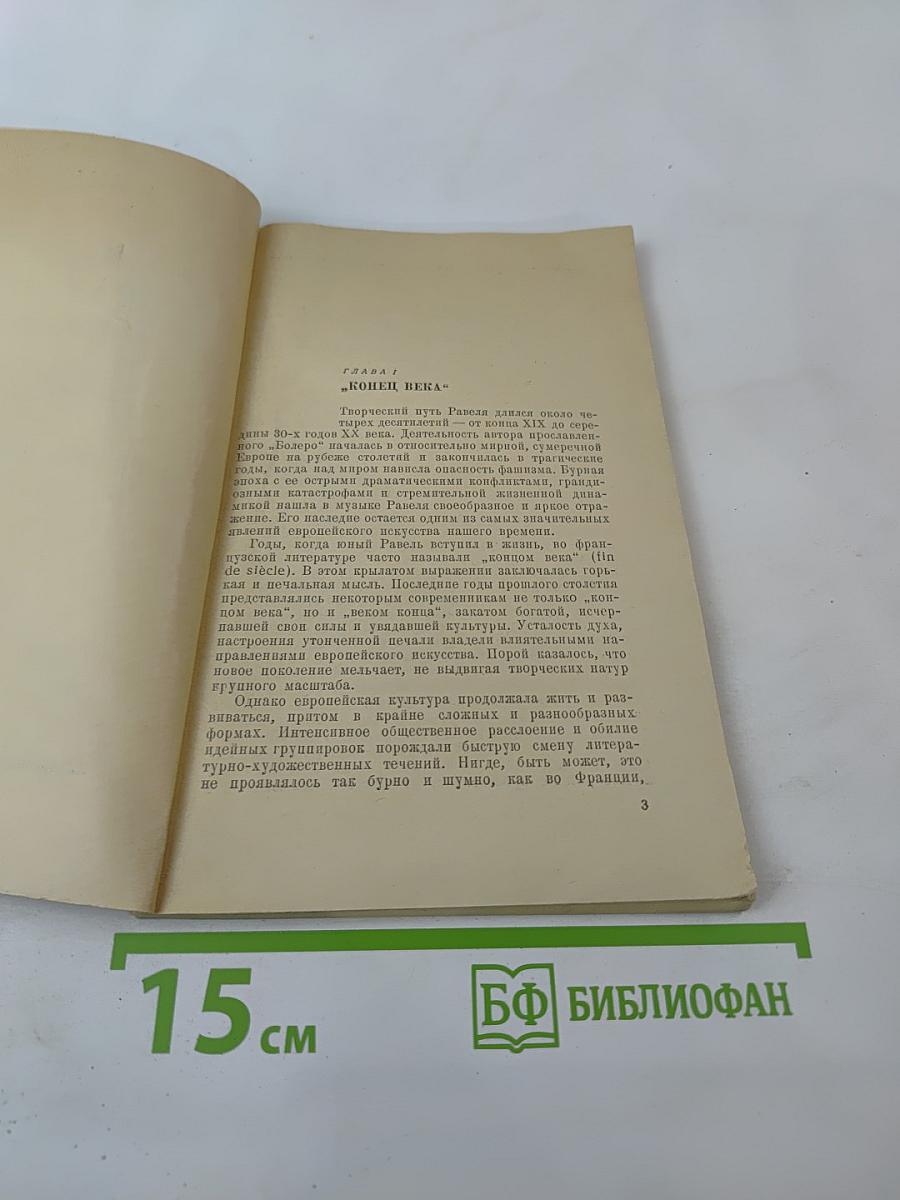 ГЛАВА I
„КОНЕЦ ВЕКА“
Творческий путь Равеля длился около че-
тырех десятилетий — от конца XIX до сере-
дины 30-х годов XX века. Деятельность автора прославлен-
ного „Болеро“ началась в относительно мирной, сумеречной
Европе на рубеже столетий и закончилась в трагические
годы, когда над миром нависла опасность фашизма. Бурная
эпоха с ее острыми драматическими конфликтами, гранди-
озными катастрофами и стремительной жизненной дина-
микой нашла в музыке Равеля своеобразное и яркое отра-
жение. Его наследие остается одним из самых значительных
явлений европейского искусства нашего времени.
Годы, когда юный Равель вступил в жизнь, во фран-
цузской литературе часто называли „концом века“ (fin
de siècle). В этом крылатом выражении заключалась горь-
кая и печальная мысль. Последние годы прошлого столетия
представлялись некоторым современникам не только „кон-
цом века“, но и „веком конца“, закатом богатой, исчер-
павшей свои силы и увядавшей культуры. Усталость духа,
настроения утонченной печали владели влиятельными на-
правлениями европейского искусства. Порой казалось, что
новое поколение мельчает, не выдвигая творческих натур
крупного масштаба.
Однако европейская культура продолжала жить и раз-
виваться, притом в крайне сложных и разнообразных
формах. Интенсивное общественное расслоение и обилие
идейных группировок порождали быструю смену литера-
турно-художественных течений. Нигде, быть может, это
не проявлялось так бурно и шумно, как во Франции,
3
15 см
БФ БИБЛИОФАН